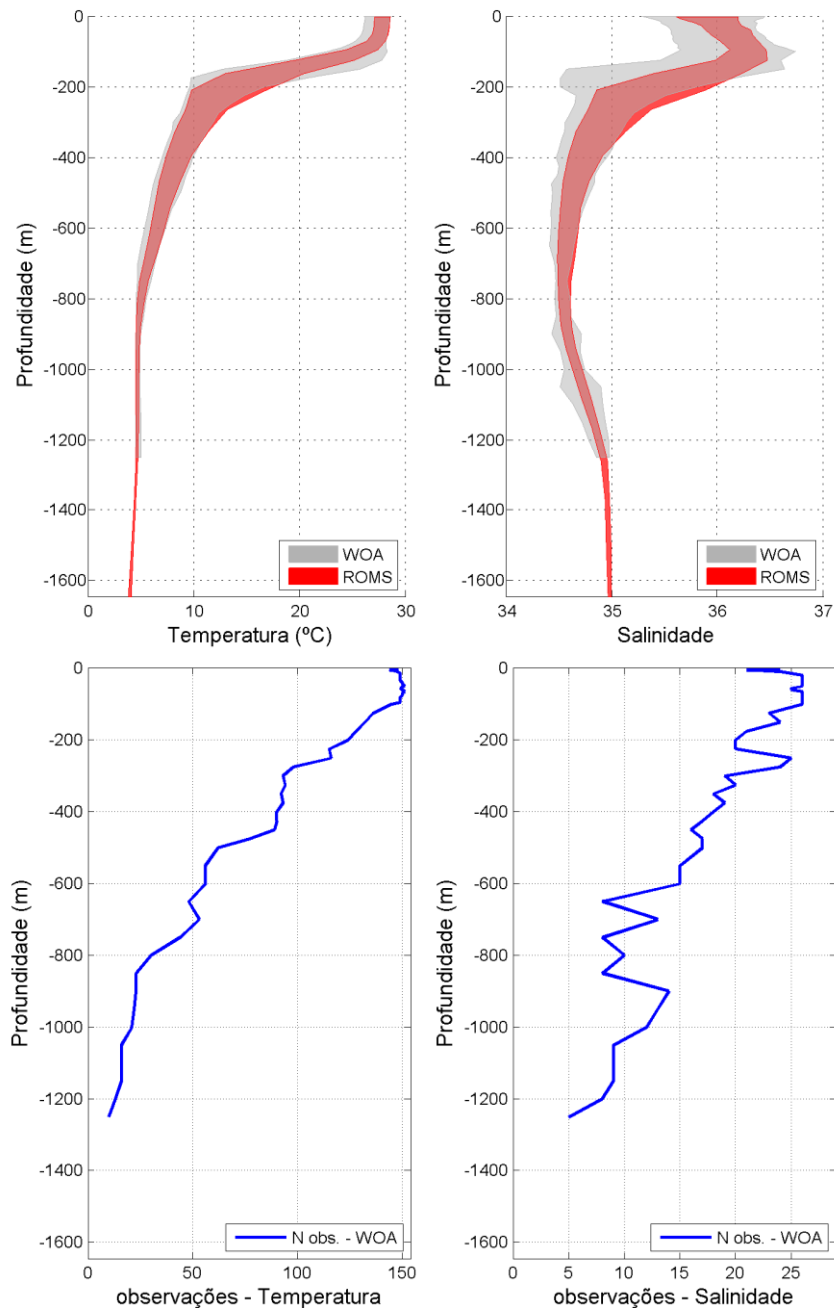 0
-200
-400
-600
-800
-1000
-1200
-1400
-1600
Profundidade (m)
WOA
ROMS
0 10 20 30
Temperatura (ºC)
0
-200
-400
-600
-800
-1000
-1200
-1400
-1600
Profundidade (m)
WOA
ROMS
34 35 36 37
Salinidade
0
-200
-400
-600
-800
-1000
-1200
-1400
-1600
Profundidade (m)
N obs. - WOA
0 50 100 150
observações - Temperatura
0
-200
-400
-600
-800
-1000
-1200
-1400
-1600
Profundidade (m)
N obs. - WOA
0 5 10 15 20 25
observações - Salinidade